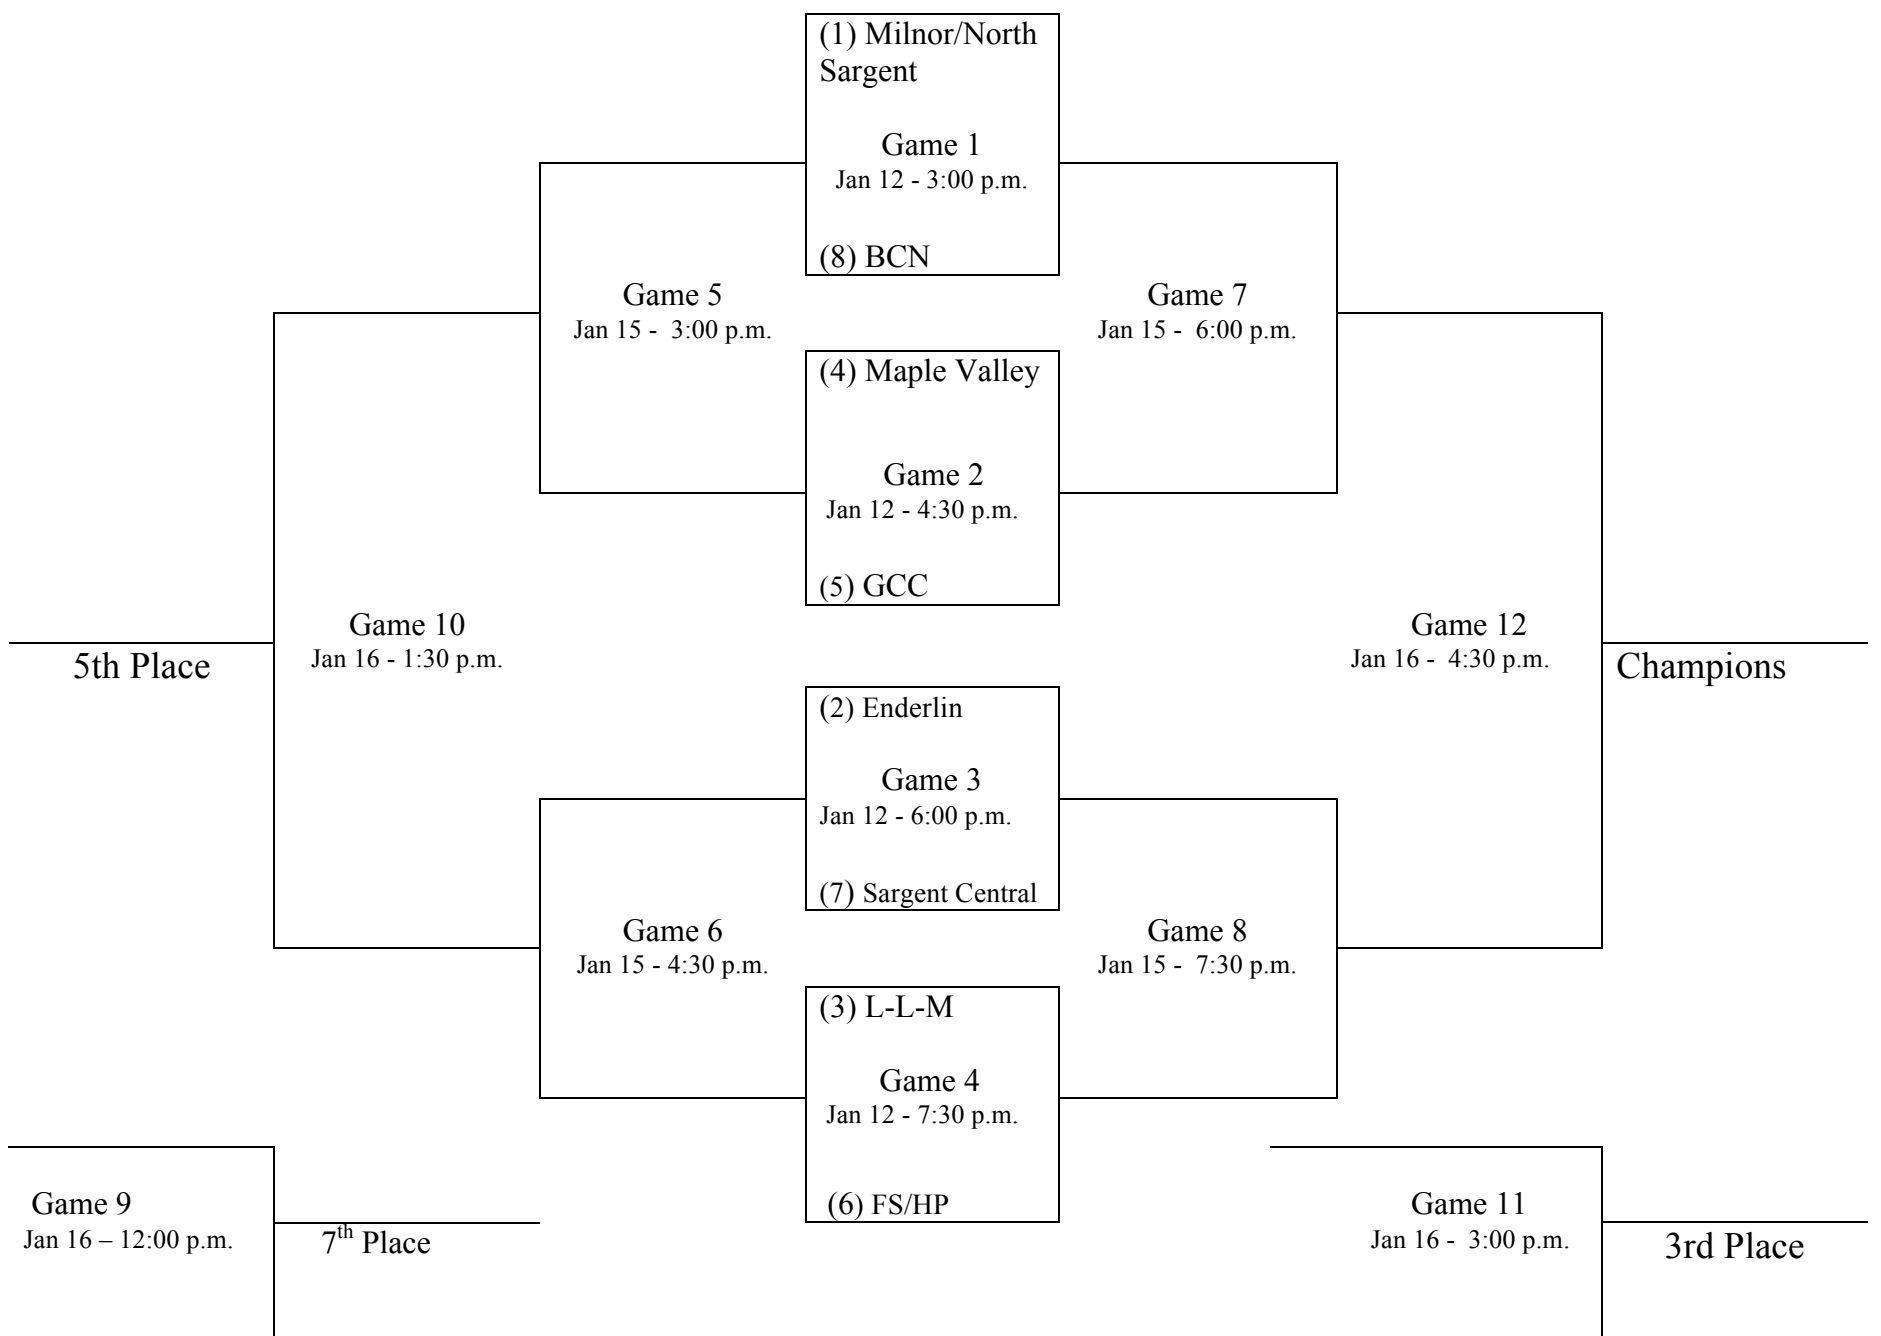 (1) Milnor/North
Sargent
Game 1
Jan 12 - 3:00 p.m.
(8) BCN
Game 5
Jan 15 -  3:00 p.m.
Game 7
Jan 15 -  6:00 p.m.
(4) Maple Valley
Game 2
Jan 12 - 4:30 p.m.
(5) GCC
Game 10
Jan 16 - 1:30 p.m.
5th Place
Game 12
Jan 16 -  4:30 p.m.
Champions
(2) Enderlin
Game 3
Jan 12 - 6:00 p.m.
(7) Sargent Central
Game 6
Jan 15 - 4:30 p.m.
Game 8
Jan 15 -  7:30 p.m.
(3) L-L-M
Game 4
Jan 12 - 7:30 p.m.
(6) FS/HP
Game 9
Jan 16 – 12:00 p.m.
7th Place
Game 11
Jan 16 -  3:00 p.m.
3rd Place